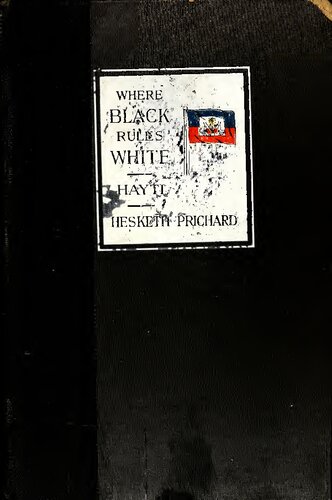 WHERE
BLACK
RULES
WHITE
HAYTI
HESKETH PRICHARD